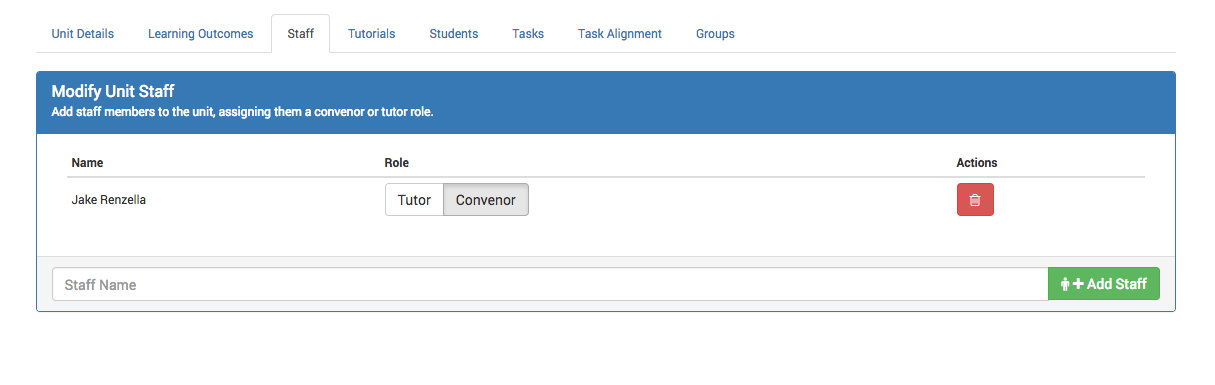 Unit Details Learning Outcomes Staff Tutorials Students Tasks Task Alignment Groups
Modify Unit Staff
Add staff members to the unit, assigning them a convenor or tutor role.
Name Role Actions
Jake Renzella Tutor Convenor
Staff Name Add Staff